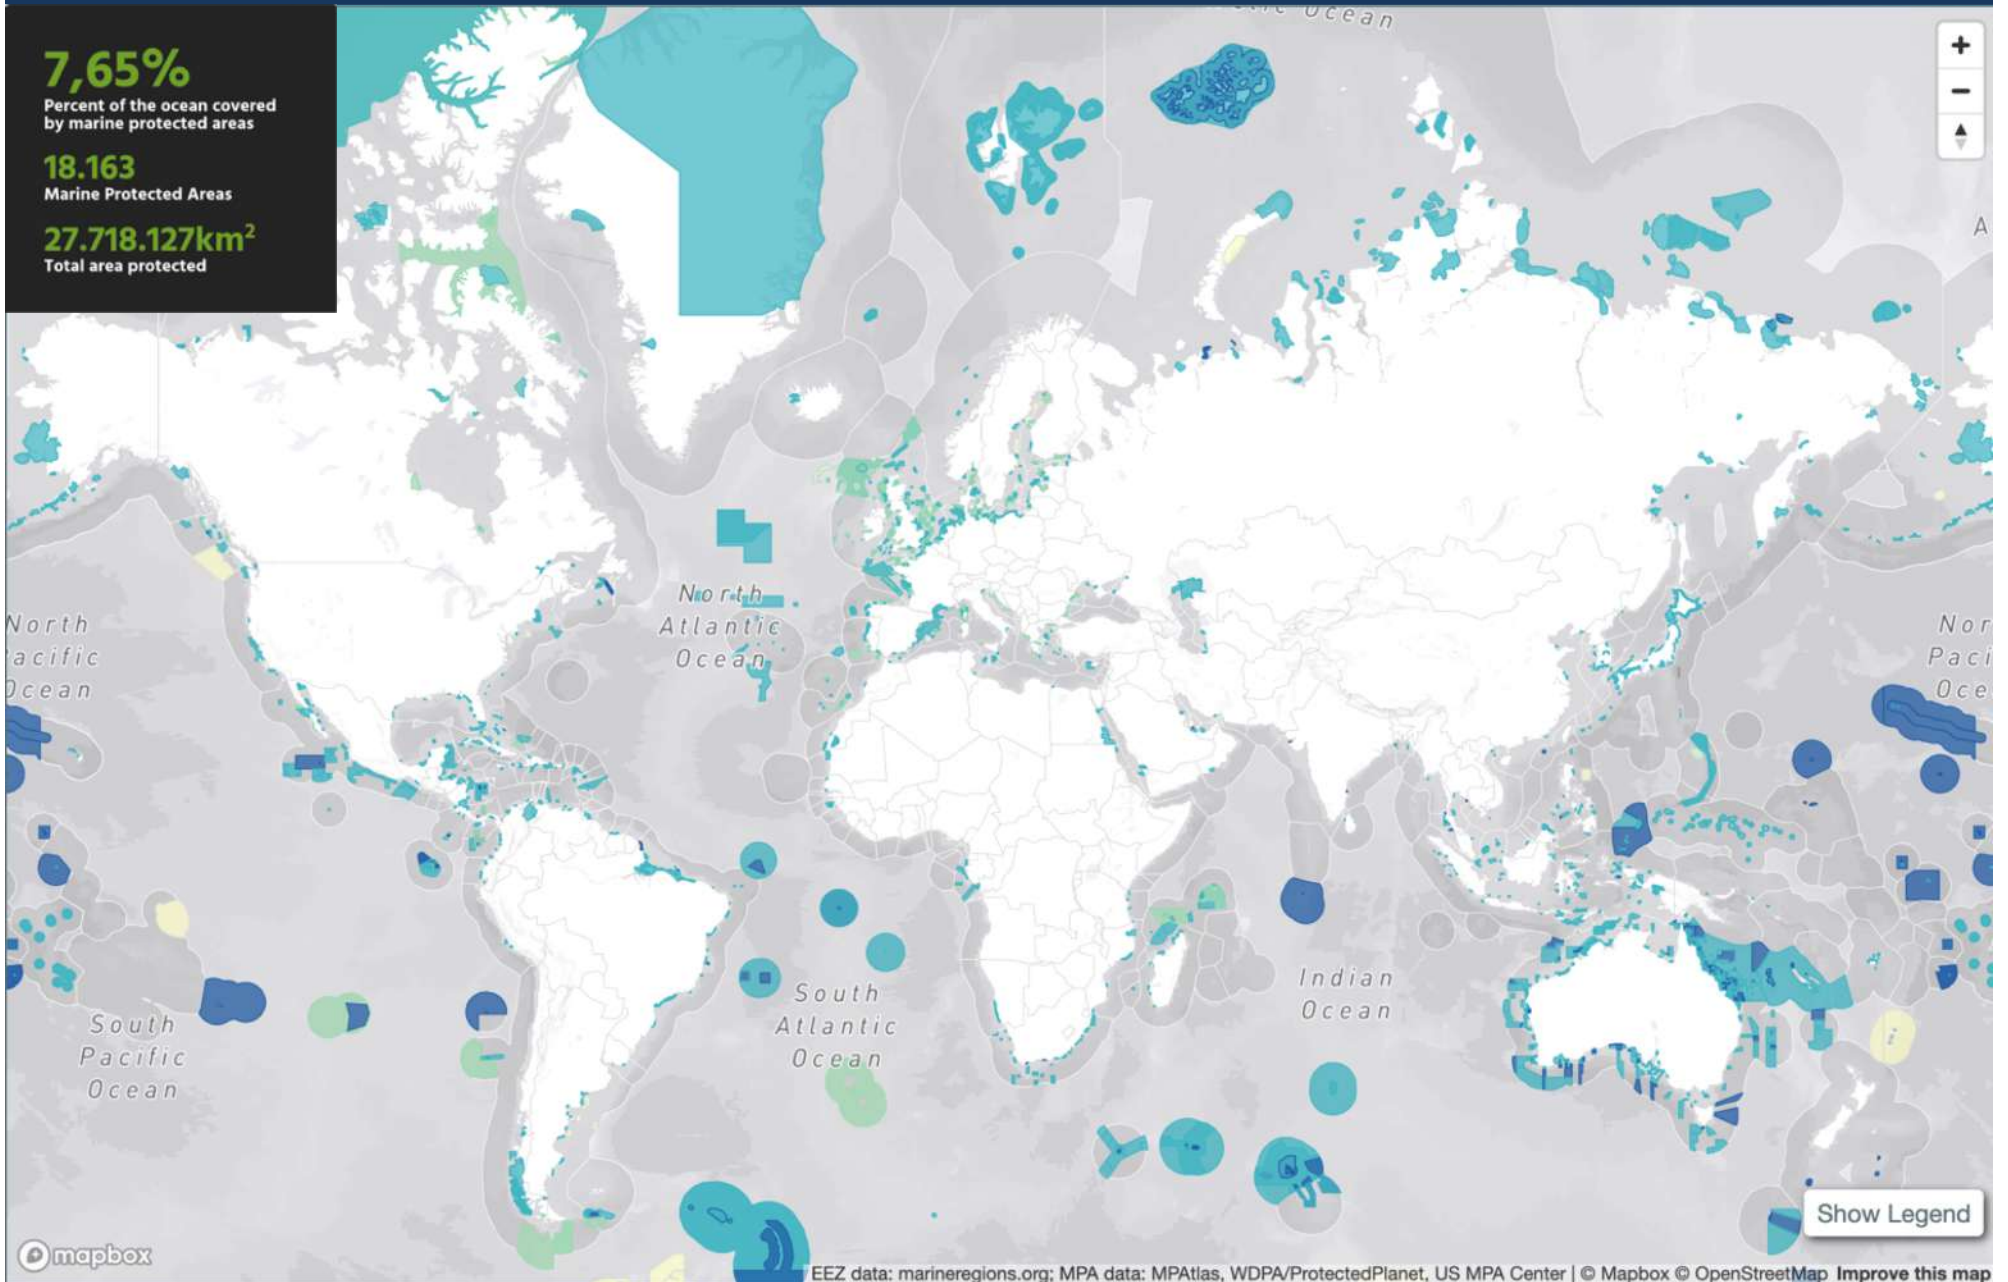 7,65%
Percent of the ocean covered
by marine protected areas
18.163
Marine Protected Areas
27.718.127km²
Total area protected
Ocean
A
North
Atlantic
Ocean
North
acific
Ocean
Nor
Paci
Oce
South
Pacific
Ocean
South
Atlantic
Ocean
Indian
Ocean
Show Legend
mapbox
EEZ data: marineregions.org; MPA data: MPAtlas, WDPA/ProtectedPlanet, US MPA Center | © Mapbox © OpenStreetMap Improve this map